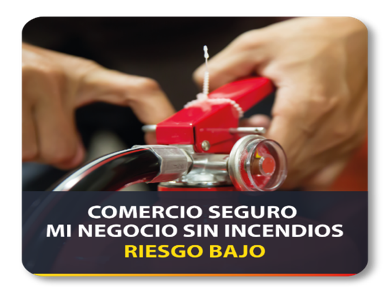 COMERCIO SEGURO
MI NEGOCIO SIN INCENDIOS
RIESGO BAJO